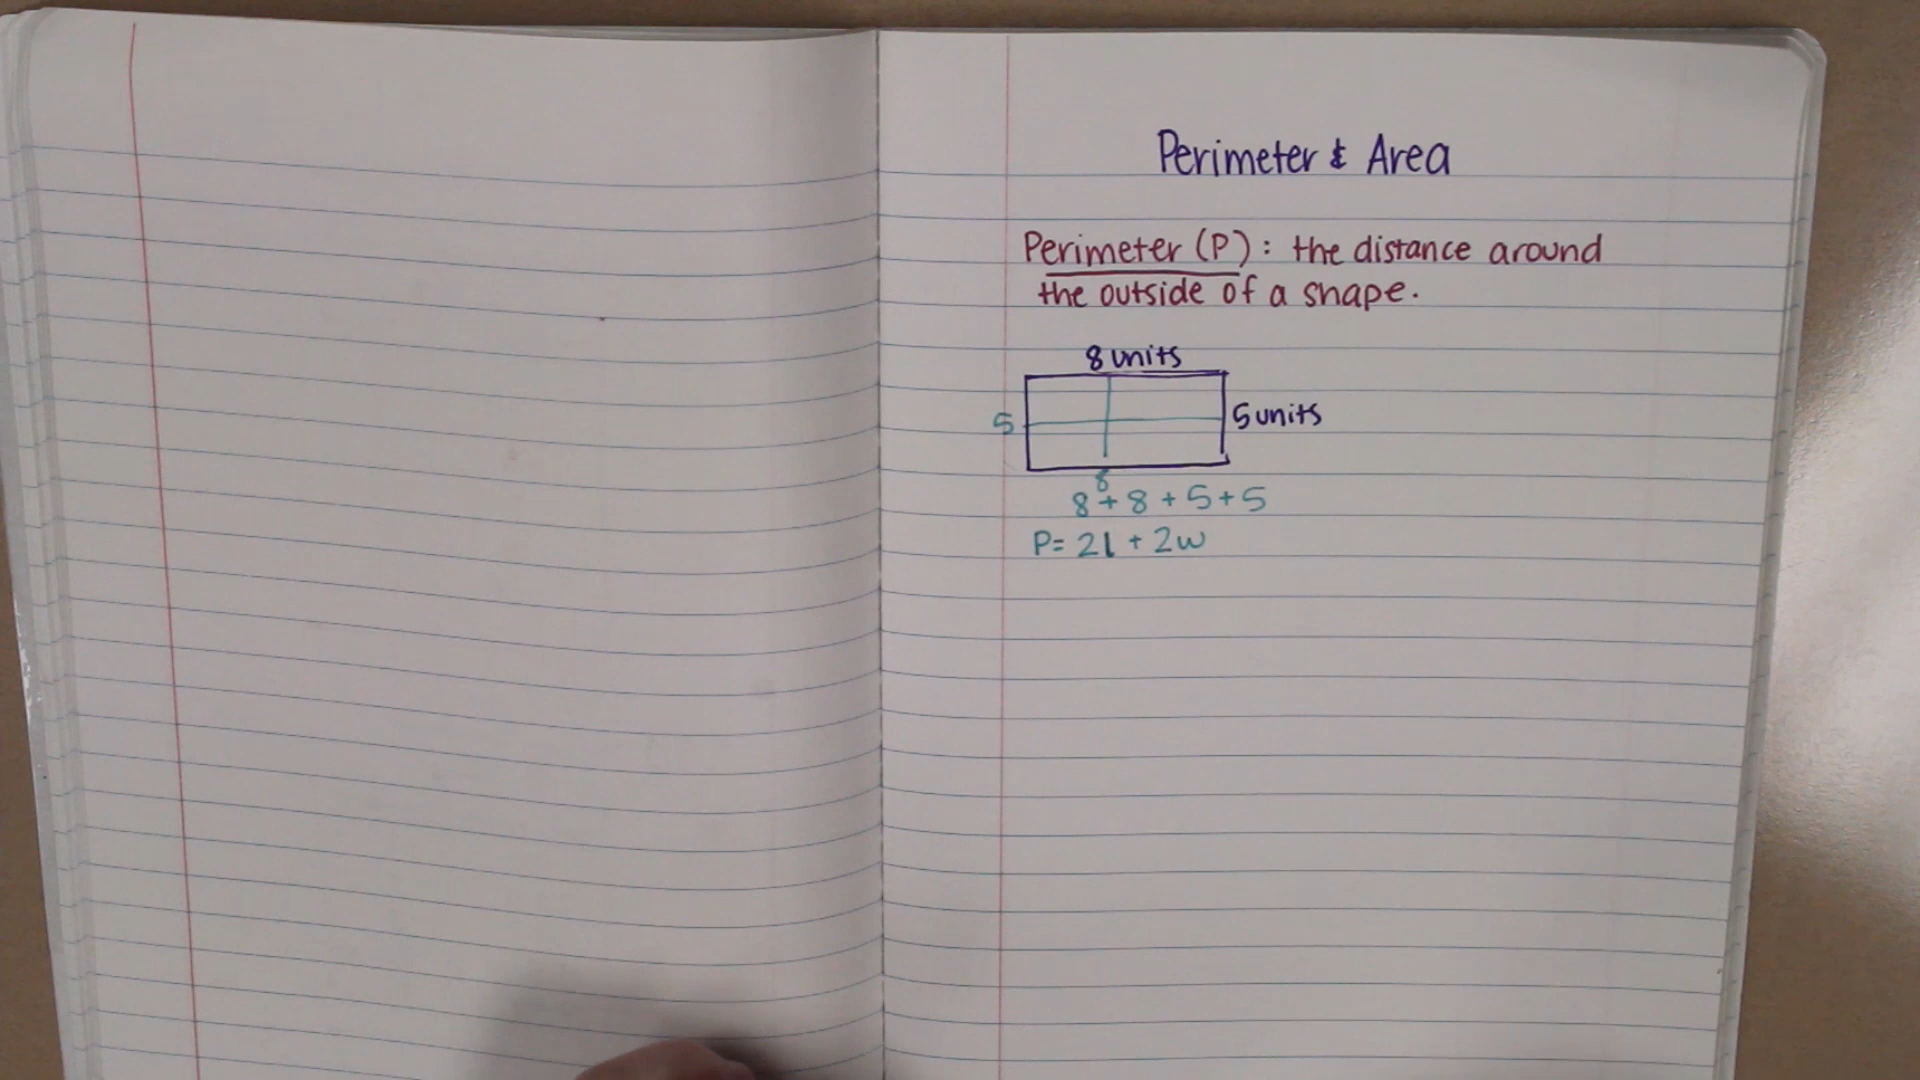 Perimeter & Area
Perimeter (P): the distance around
the outside of a shape.
8 units
5
5 units
8
8 + 8 + 5 + 5
P= 2l + 2w